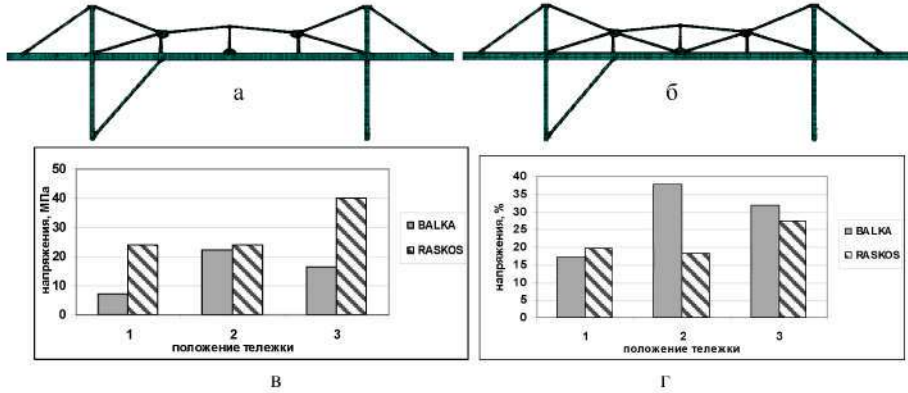 а
б
50
40
30
20
10
0
напряжения, МПа
1 2 3
положение тележки
BALKA
RASKOS
40
35
30
25
20
15
10
5
0
напряжения, %
1 2 3
положение тележки
BALKA
RASKOS
в
г